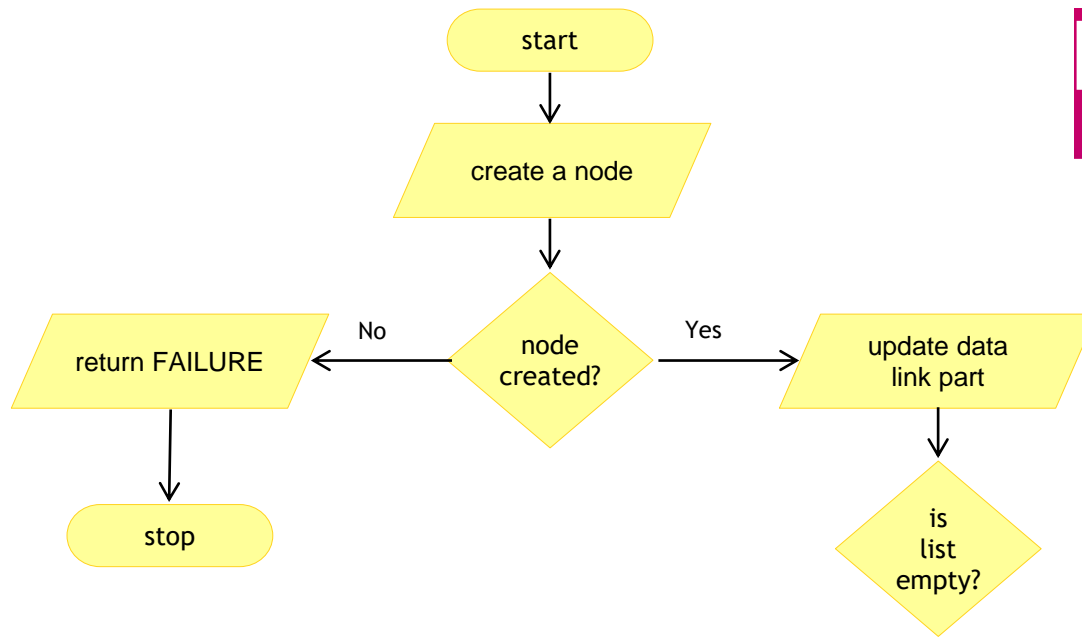 start
create a node
node
created?
No
Yes
return FAILURE
update data
link part
stop
is
list
empty?